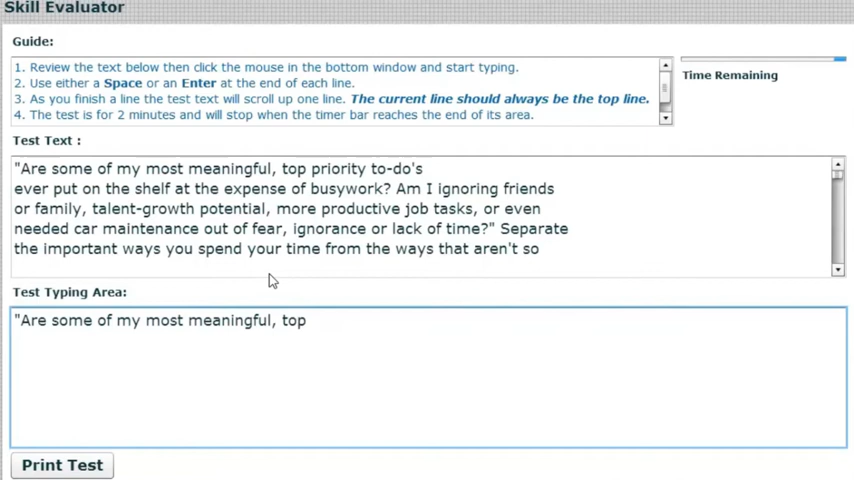 Skill Evaluator
Guide:
1. Review the text below then click the mouse in the bottom window and start typing.
2. Use either a Space or an Enter at the end of each line.
3. As you finish a line the test text will scroll up one line. The current line should always be the top line.
4. The test is for 2 minutes and will stop when the timer bar reaches the end of its area.
Time Remaining
Test Text :
"Are some of my most meaningful, top priority to-do's
ever put on the shelf at the expense of busywork? Am I ignoring friends
or family, talent-growth potential, more productive job tasks, or even
needed car maintenance out of fear, ignorance or lack of time?" Separate
the important ways you spend your time from the ways that aren't so
Test Typing Area:
"Are some of my most meaningful, top
Print Test